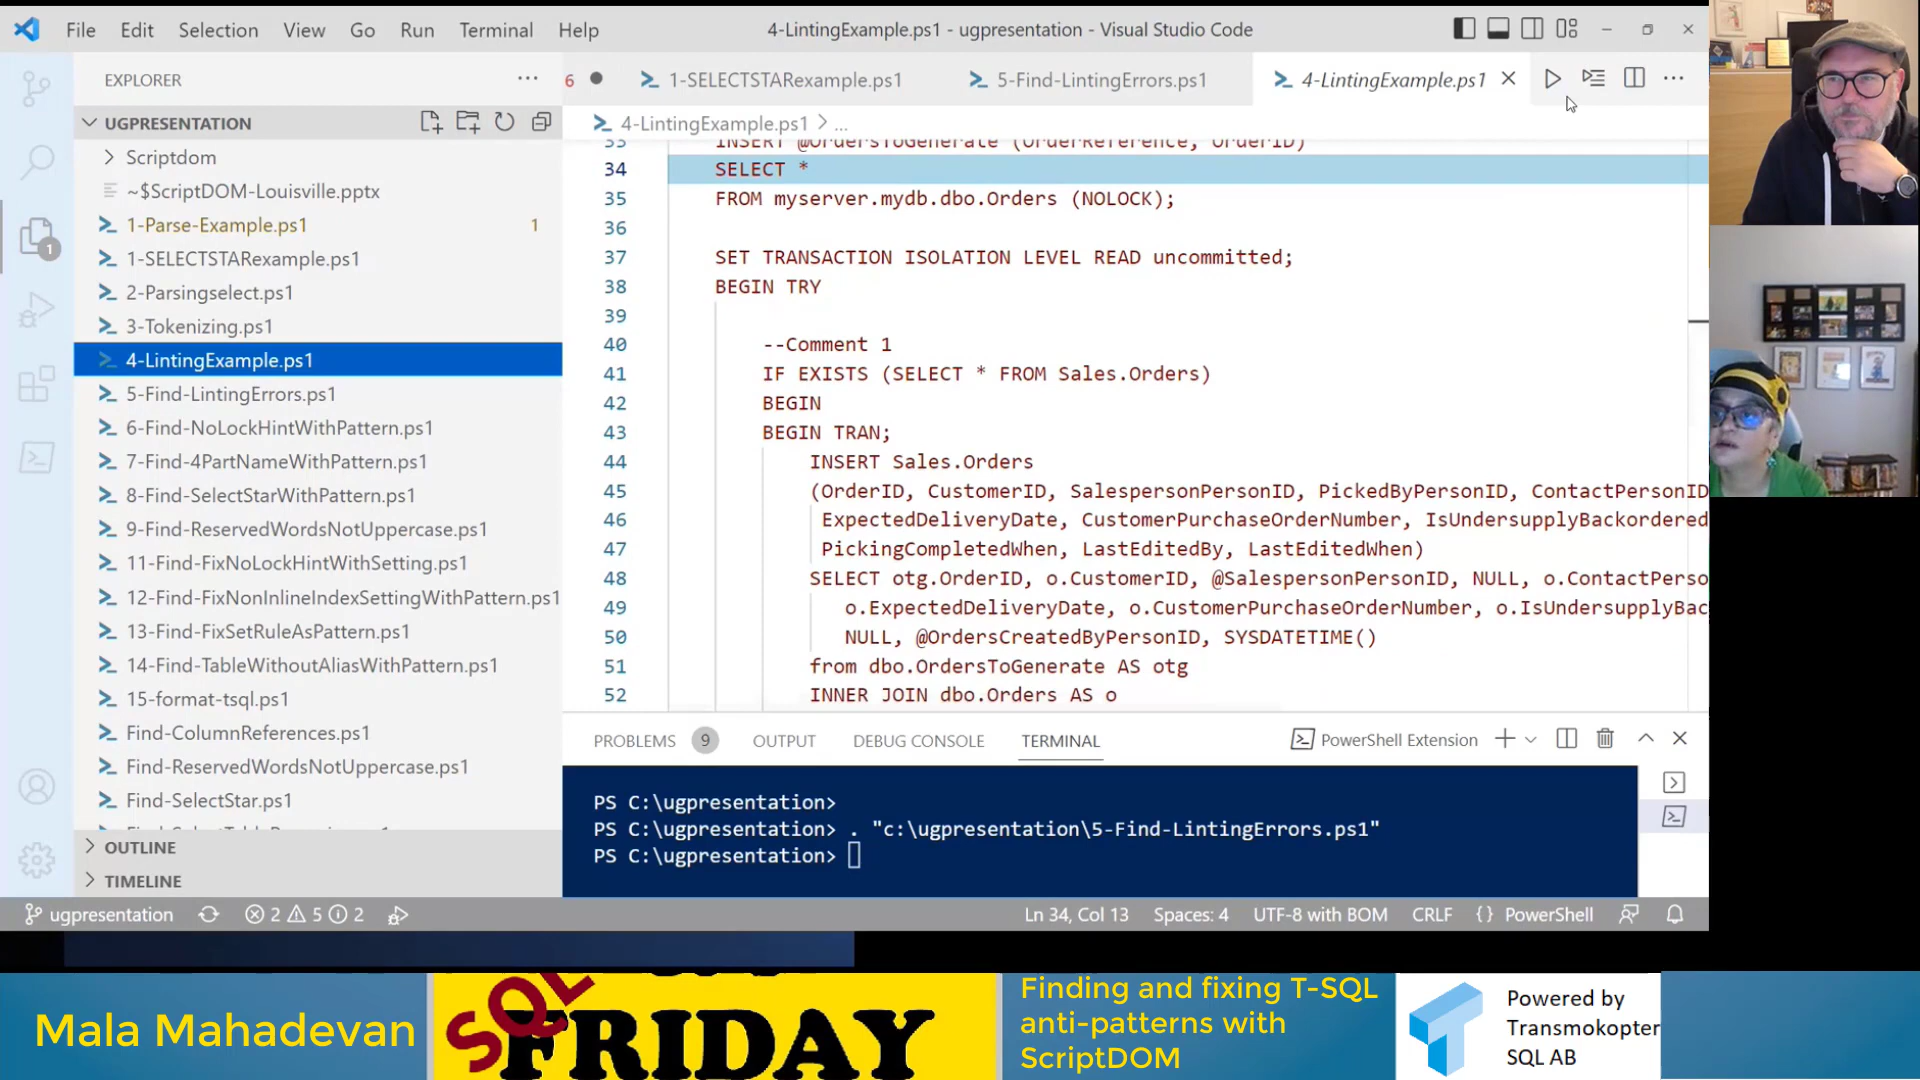 File Edit Selection View Go Run Terminal Help
4-LintingExample.ps1 - ugpresentation - Visual Studio Code
EXPLORER
6
1-SELECTSTARexample.ps1
5-Find-LintingErrors.ps1
4-LintingExample.ps1
UGPRESENTATION
Scriptdom
~$ScriptDOM-Louisville.pptx
1-Parse-Example.ps1 1
1-SELECTSTARexample.ps1
2-Parsingselect.ps1
3-Tokenizing.ps1
4-LintingExample.ps1
5-Find-LintingErrors.ps1
6-Find-NoLockHintWithPattern.ps1
7-Find-4PartNameWithPattern.ps1
8-Find-SelectStarWithPattern.ps1
9-Find-ReservedWordsNotUppercase.ps1
11-Find-FixNoLockHintWithSetting.ps1
12-Find-FixNonInlineIndexSettingWithPattern.ps1
13-Find-FixSetRuleAsPattern.ps1
14-Find-TableWithoutAliasWithPattern.ps1
15-format-tsql.ps1
Find-ColumnReferences.ps1
Find-ReservedWordsNotUppercase.ps1
Find-SelectStar.ps1
OUTLINE
TIMELINE
1
4-LintingExample.ps1 > ...
33 INSERT @OrdersToGenerate (OrderReference, OrderID)
34 SELECT *
35 FROM myserver.mydb.dbo.Orders (NOLOCK);
36
37 SET TRANSACTION ISOLATION LEVEL READ uncommitted;
38 BEGIN TRY
39
40 --Comment 1
41 IF EXISTS (SELECT * FROM Sales.Orders)
42 BEGIN
43 BEGIN TRAN;
44 INSERT Sales.Orders
45 (OrderID, CustomerID, SalespersonPersonID, PickedByPersonID, ContactPersonID
46 ExpectedDeliveryDate, CustomerPurchaseOrderNumber, IsUndersupplyBackordered
47 PickingCompletedWhen, LastEditedBy, LastEditedWhen)
48 SELECT otg.OrderID, o.CustomerID, @SalespersonPersonID, NULL, o.ContactPerso
49 o.ExpectedDeliveryDate, o.CustomerPurchaseOrderNumber, o.IsUndersupplyBac
50 NULL, @OrdersCreatedByPersonID, SYSDATETIME()
51 from dbo.OrdersToGenerate AS otg
52 INNER JOIN dbo.Orders AS o
PROBLEMS 9 OUTPUT DEBUG CONSOLE TERMINAL
PowerShell Extension
PS C:\ugpresentation>
PS C:\ugpresentation> . "c:\ugpresentation\5-Find-LintingErrors.ps1"
PS C:\ugpresentation>
ugpresentation 2 5 2
Ln 34, Col 13 Spaces: 4 UTF-8 with BOM CRLF {} PowerShell
Mala Mahadevan
SQL
FRIDAY
Finding and fixing T-SQL
anti-patterns with
ScriptDOM
Powered by
Transmokopter
SQL AB